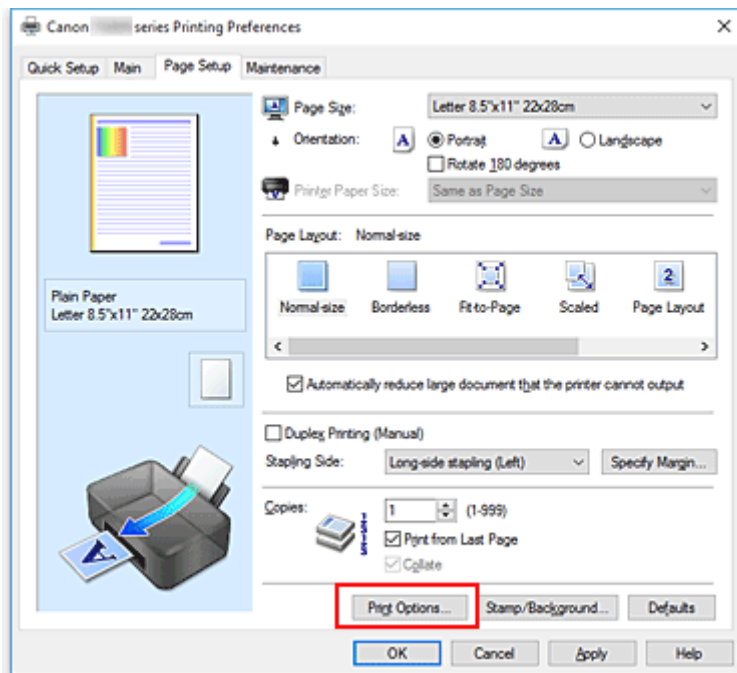 Canon series Printing Preferences
Quick Setup Main Page Setup Maintenance
Page Size: Letter 8.5"x11" 22x28cm
Orientation: A Portrait A Landscape
Rotate 180 degrees
Printer Paper Size: Same as Page Size
Page Layout: Normal-size
2
Normal-size Borderless Fit-to-Page Scaled Page Layout
Plain Paper
Letter 8.5"x11" 22x28cm
Automatically reduce large document that the printer cannot output
Duplex Printing (Manual)
Stapling Side: Long-side stapling (Left) Specify Margin...
Copies: 1 (1-999)
Print from Last Page
Collate
A
Print Options... Stamp/Background... Defaults
OK Cancel Apply Help